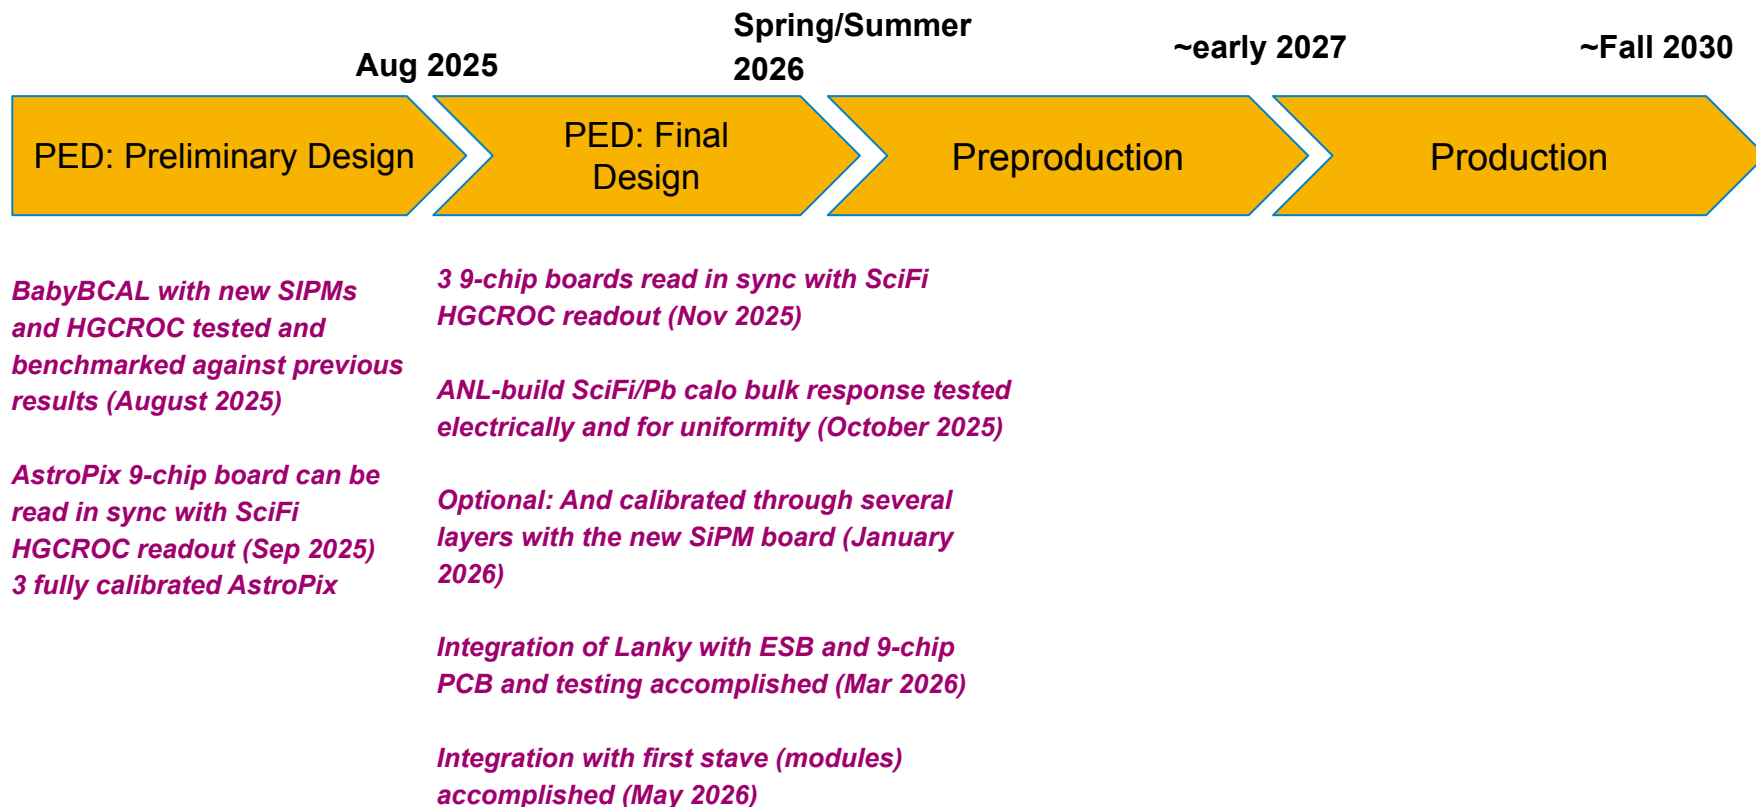 Aug 2025
Spring/Summer
2026
~early 2027
~Fall 2030
PED: Preliminary Design
PED: Final
Design
Preproduction
Production
BabyBCAL with new SIPMs
and HGCROC tested and
benchmarked against previous
results (August 2025)
AstroPix 9-chip board can be
read in sync with SciFi
HGCROC readout (Sep 2025)
3 fully calibrated AstroPix
3 9-chip boards read in sync with SciFi
HGCROC readout (Nov 2025)
ANL-build SciFi/Pb calo bulk response tested
electrically and for uniformity (October 2025)
Optional: And calibrated through several
layers with the new SiPM board (January
2026)
Integration of Lanky with ESB and 9-chip
PCB and testing accomplished (Mar 2026)
Integration with first stave (modules)
accomplished (May 2026)